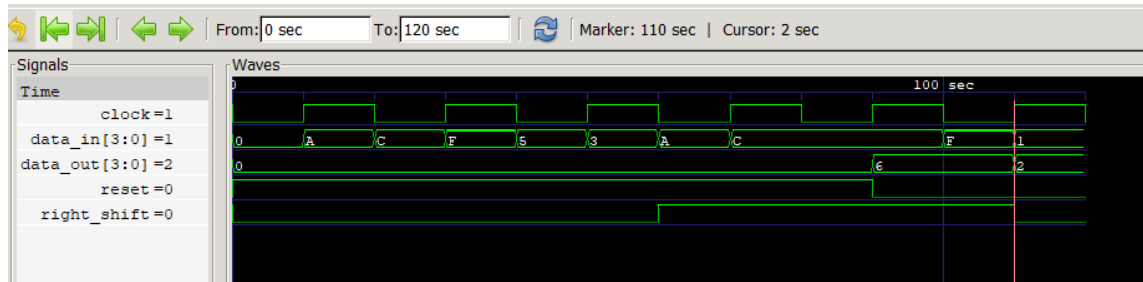 From: 0 sec To: 120 sec Marker: 110 sec | Cursor: 2 sec
Signals Waves
Time 0 100 sec
clock=1
data_in[3:0]=1 0 A C F 5 3 A C F 1
data_out[3:0]=2 0 6 2
reset=0
right_shift=0